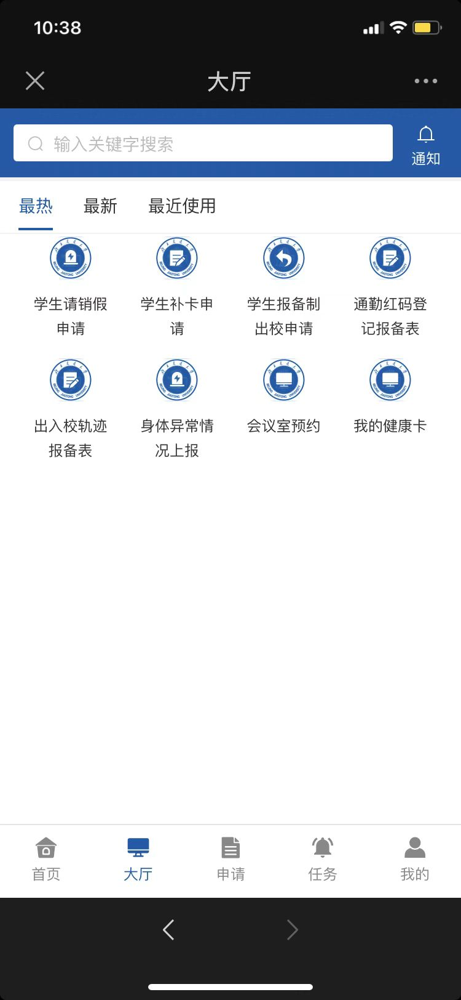 10:38
大厅
输入关键字搜索
通知
最热 最新 最近使用
学生请销假 学生补卡申 学生报备制 通勤红码登
申请 请 出校申请 记报备表
出入校轨迹 身体异常情 会议室预约 我的健康卡
报备表 况上报
首页 大厅 申请 任务 我的